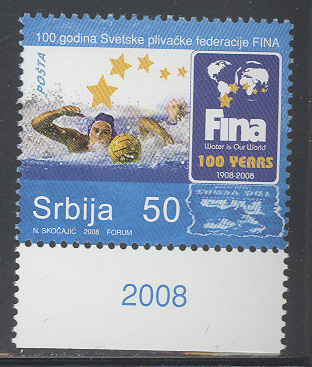 100 godina Svetske plivačke federacije FINA
POŠTA
Fina
Water is Our World
100 YEARS
1908-2008
Srbija 50
N. SKOČAJIĆ 2008 FORUM
2008